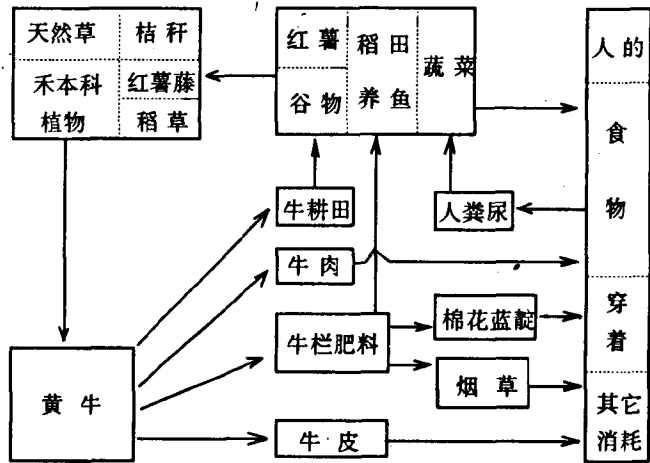 天然草
桔秆
禾本科
植物
红薯藤
稻草
红薯
谷物
稻田
养鱼
蔬菜
人的
食
物
穿
着
其它
消耗
牛耕田
人粪尿
牛肉
牛栏肥料
棉花蓝靛
烟草
黄牛
牛皮